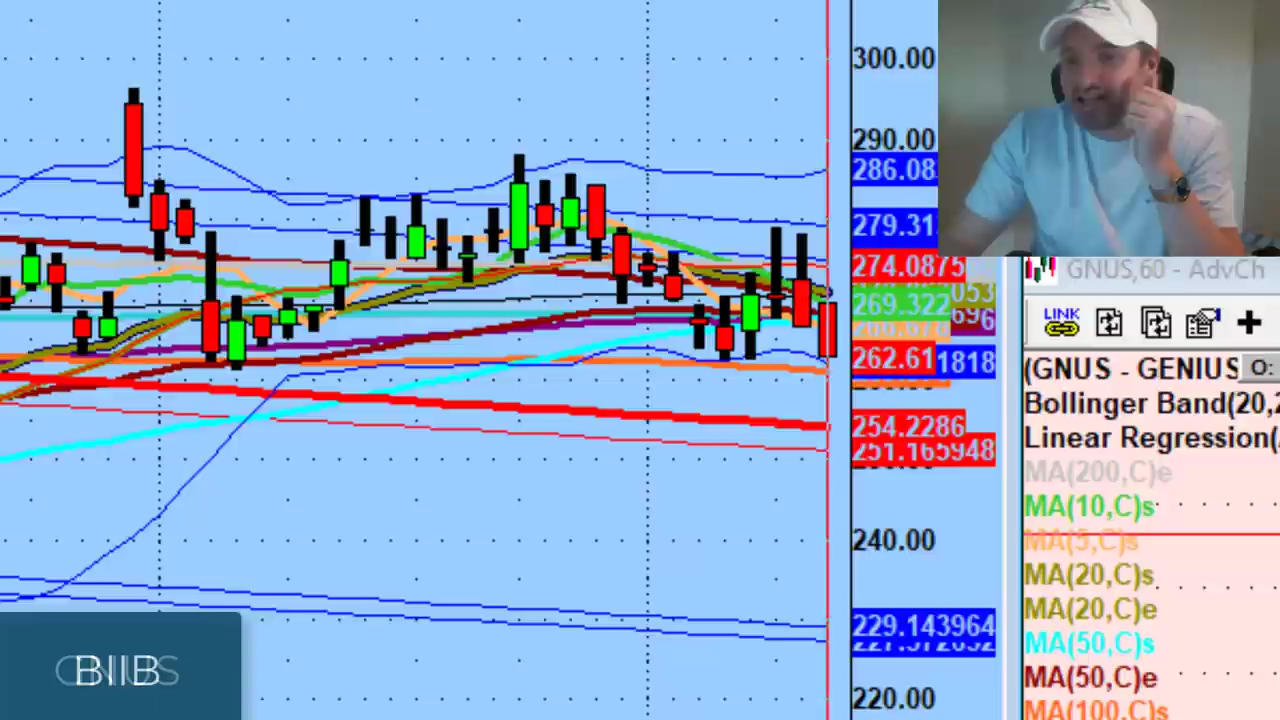 300.00
290.00
286.08
279.31
274.0875
269.322
262.61
1818
254.2286
251.165948
240.00
229.143964
220.00
GNUS,60 - AdvCh
LINK
(GNUS - GENIUS
O:
Bollinger Band(20,2
Linear Regression(
MA(200,C)e
MA(10,C)s
MA(5,C)s
MA(20,C)s
MA(20,C)e
MA(50,C)s
MA(50,C)e
MA(100,C)s
BIIB
GNUS